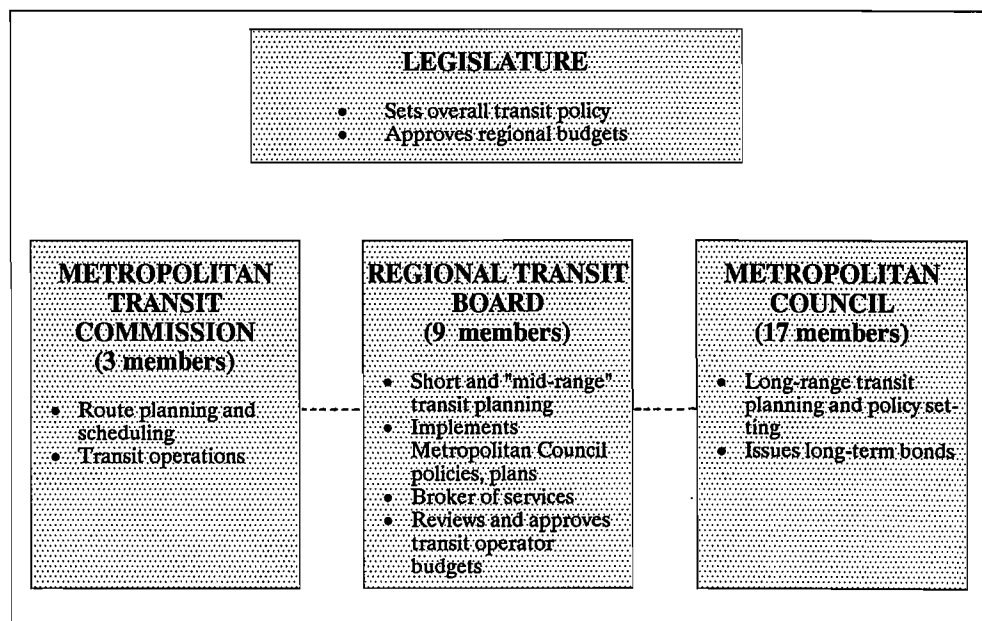 LEGISLATURE
• Sets overall transit policy
• Approves regional budgets
METROPOLITAN
TRANSIT
COMMISSION
(3 members)
• Route planning and
scheduling
• Transit operations
REGIONAL TRANSIT
BOARD
(9 members)
• Short and "mid-range"
transit planning
• Implements
Metropolitan Council
policies, plans
• Broker of services
• Reviews and approves
transit operator
budgets
METROPOLITAN
COUNCIL
(17 members)
• Long-range transit
planning and policy set-
ting
• Issues long-term bonds